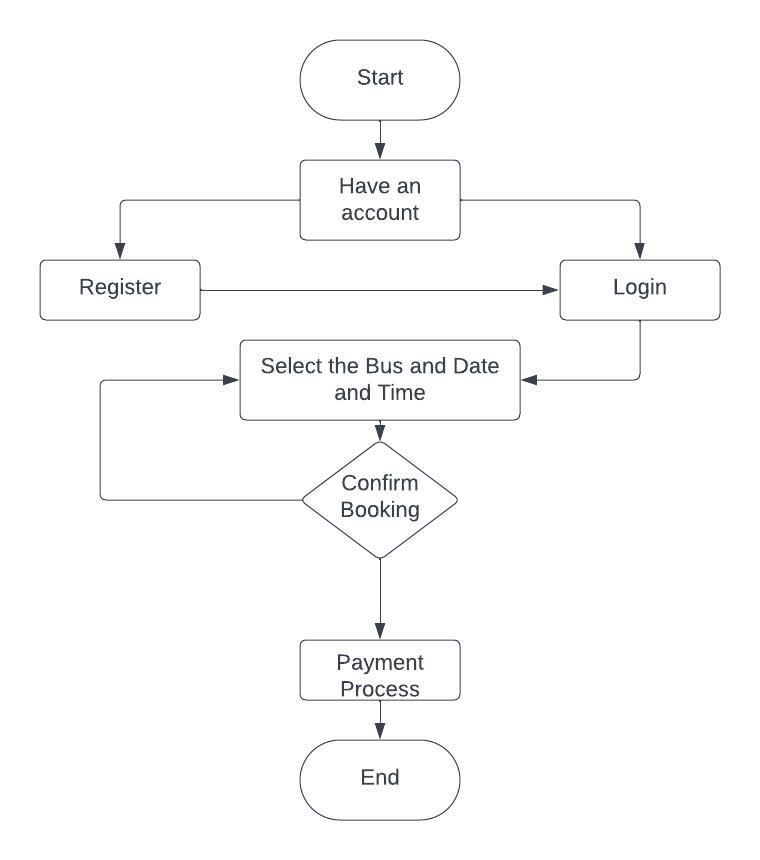 Start
Have an
account
Register
Login
Select the Bus and Date
and Time
Confirm
Booking
Payment
Process
End